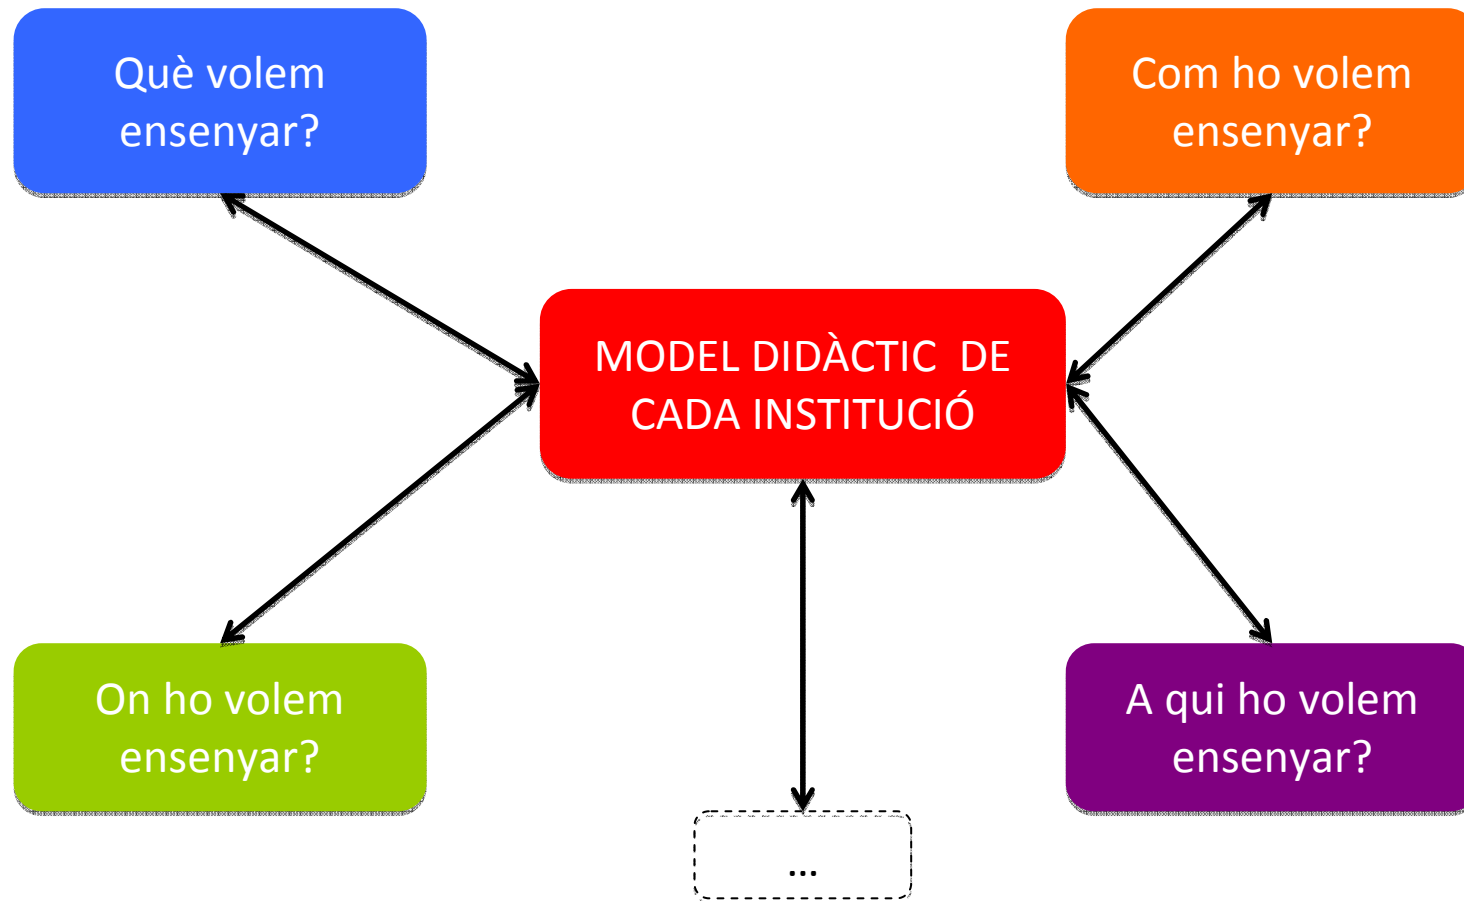 Què volem
ensenyar?
Com ho volem
ensenyar?
MODEL DIDÀCTIC  DE
CADA INSTITUCIÓ
On ho volem
ensenyar?
A qui ho volem
ensenyar?
...